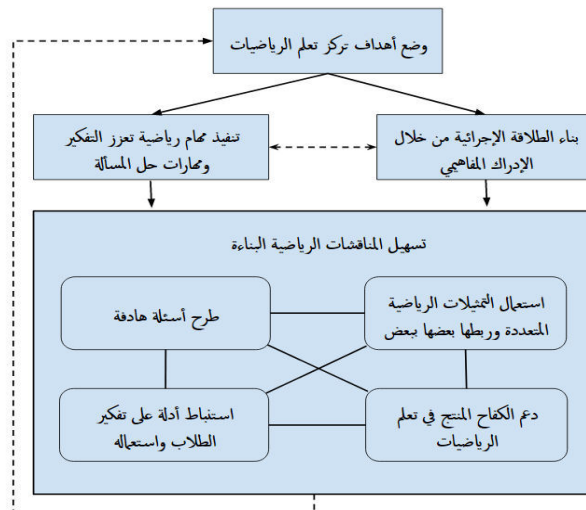 وضع أهداف تركز تعلم الرياضيات
بناء الطلاقة الإجرائية من خلال
الإدراك المفاهيمي
تنفيذ مهام رياضية تعزز التفكير
ومهارات حل المسألة
تسهيل المناقشات الرياضية البناءة
استعمال التمثيلات الرياضية
المتعددة وربطها بعضها ببعض
طرح أسئلة هادفة
دعم الكفاح المنتج في تعلم
الرياضيات
استنباط أدلة على تفكير
الطلاب واستعماله